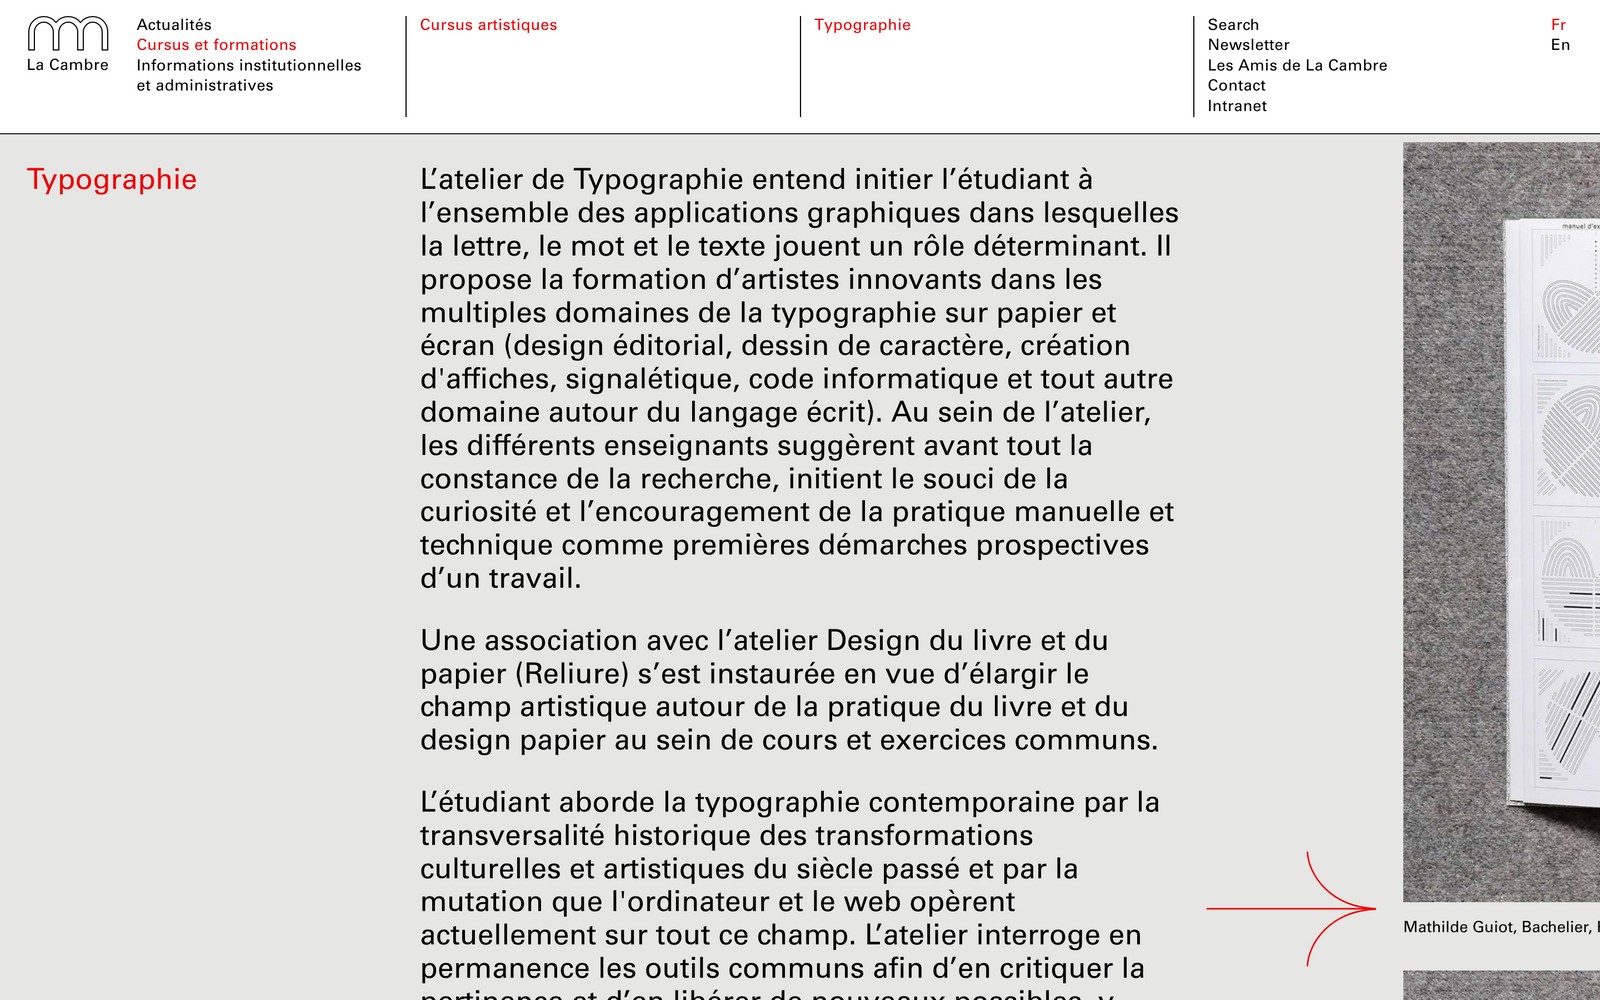 La Cambre
Actualités
Cursus et formations
Informations institutionnelles
et administratives
Cursus artistiques
Typographie
Search
Newsletter
Les Amis de La Cambre
Contact
Intranet
Fr
En
Typographie
L’atelier de Typographie entend initier l’étudiant à
l’ensemble des applications graphiques dans lesquelles
la lettre, le mot et le texte jouent un rôle déterminant. Il
propose la formation d’artistes innovants dans les
multiples domaines de la typographie sur papier et
écran (design éditorial, dessin de caractère, création
d'affiches, signalétique, code informatique et tout autre
domaine autour du langage écrit). Au sein de l’atelier,
les différents enseignants suggèrent avant tout la
constance de la recherche, initient le souci de la
curiosité et l’encouragement de la pratique manuelle et
technique comme premières démarches prospectives
d’un travail.
Une association avec l’atelier Design du livre et du
papier (Reliure) s’est instaurée en vue d’élargir le
champ artistique autour de la pratique du livre et du
design papier au sein de cours et exercices communs.
L’étudiant aborde la typographie contemporaine par la
transversalité historique des transformations
culturelles et artistiques du siècle passé et par la
mutation que l'ordinateur et le web opèrent
actuellement sur tout ce champ. L’atelier interroge en
permanence les outils communs afin d’en critiquer la
pertinence et d’en libérer de nouveaux possibles, y
manuel d'ex
Mathilde Guiot, Bachelier,